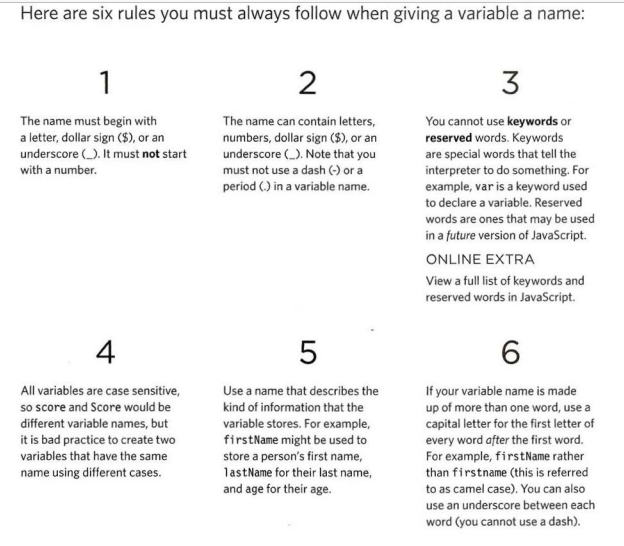 Here are six rules you must always follow when giving a variable a name:
1
The name must begin with
a letter, dollar sign ($), or an
underscore (_). It must not start
with a number.
2
The name can contain letters,
numbers, dollar sign ($), or an
underscore (_). Note that you
must not use a dash (-) or a
period (.) in a variable name.
3
You cannot use keywords or
reserved words. Keywords
are special words that tell the
interpreter to do something. For
example, var is a keyword used
to declare a variable. Reserved
words are ones that may be used
in a future version of JavaScript.
ONLINE EXTRA
View a full list of keywords and
reserved words in JavaScript.
4
All variables are case sensitive,
so score and Score would be
different variable names, but
it is bad practice to create two
variables that have the same
name using different cases.
5
Use a name that describes the
kind of information that the
variable stores. For example,
firstName might be used to
store a person's first name,
lastName for their last name,
and age for their age.
6
If your variable name is made
up of more than one word, use a
capital letter for the first letter of
every word after the first word.
For example, firstName rather
than firstname (this is referred
to as camel case). You can also
use an underscore between each
word (you cannot use a dash).